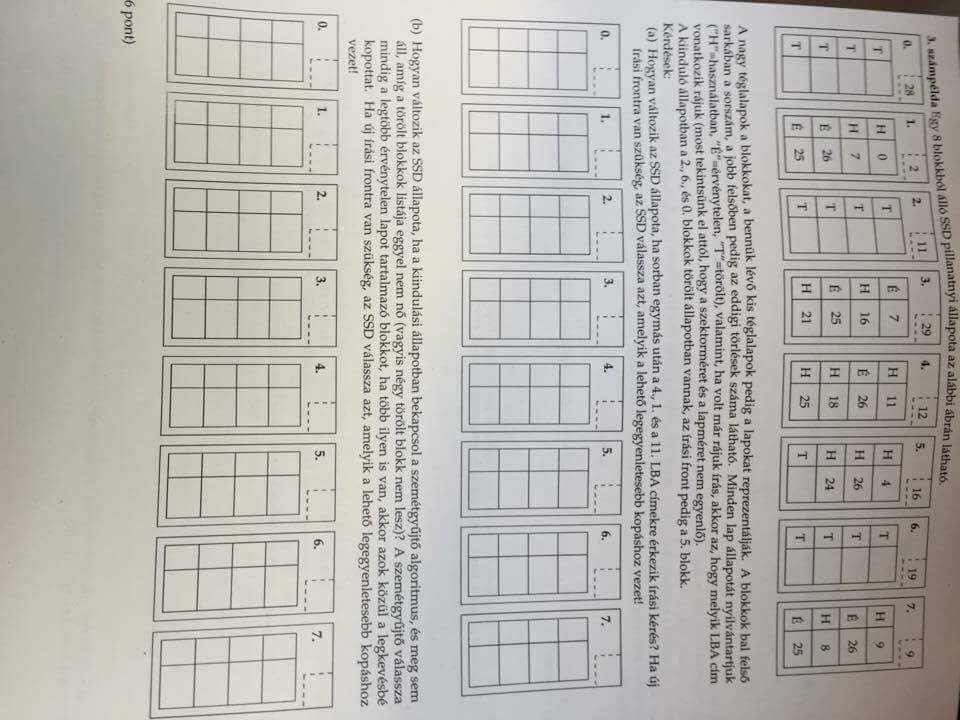 3. számpélda Egy 8 blokkból álló SSD pillanatnyi állapota az alábbi ábrán látható.
0. 28 1. 2 2. 11 3. 29 4. 12 5. 16 6. 19 7. 9
T H 0 T É 7 H 11 H 4 T H 9
T H 7 T H 16 É 26 H 26 T É 26
T É 26 T É 25 H 18 H 24 T H 8
T É 25 T H 21 H 25 T T É 25
A nagy téglalapok a blokkokat, a bennük lévő kis téglalapok pedig a lapokat reprezentálják. A blokkok bal felső
sarkában a sorszám, a jobb felsőben pedig az eddigi törlések száma látható. Minden lap állapotát nyilvántartjuk
("H"=használatban, "É"=érvénytelen, "T"=törölt), valamint, ha volt már rájuk írás, akkor az, hogy melyik LBA cím
vonatkozik rájuk (most tekintsünk el attól, hogy a szektorméret és a lapméret nem egyenlő).
A kiinduló állapotban a 2., 6., és 0. blokkok törölt állapotban vannak, az írási front pedig a 5. blokk.
Kérdések:
(a) Hogyan változik az SSD állapota, ha sorban egymás után a 4., 1. és a 11. LBA címekre érkezik írási kérés? Ha új
írási frontra van szükség, az SSD válassza azt, amelyik a lehető legegyenletesebb kopáshoz vezet!
0. 1. 2. 3. 4. 5. 6. 7.
(b) Hogyan változik az SSD állapota, ha a kiindulási állapotban bekapcsol a szemétgyűjtő algoritmus, és meg sem
áll, amíg a törölt blokkok listája eggyel nem nő (vagyis négy törölt blokk nem lesz)? A szemétgyűjtő válassza
mindig a legtöbb érvénytelen lapot tartalmazó blokkot, ha több ilyen is van, akkor azok közül a legkevésbé
kopottat. Ha új írási frontra van szükség, az SSD válassza azt, amelyik a lehető legegyenletesebb kopáshoz
vezet!
0. 1. 2. 3. 4. 5. 6. 7.
6 pont)